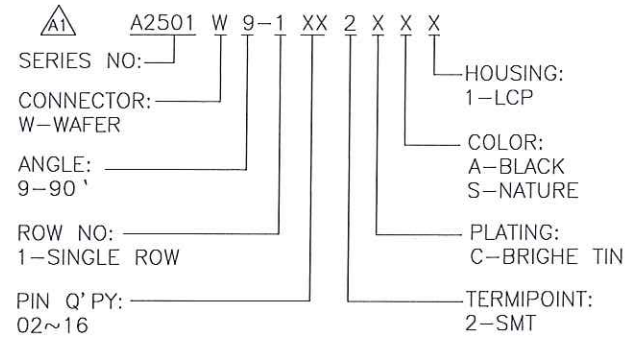 A1 A2501 W 9-1 XX 2 X X X
SERIES NO:
HOUSING:
1-LCP
CONNECTOR:
W-WAFER
COLOR:
A-BLACK
S-NATURE
ANGLE:
9-90'
ROW NO:
1-SINGLE ROW
PLATING:
C-BRIGHE TIN
PIN Q'PY:
02~16
TERMIPOINT:
2-SMT